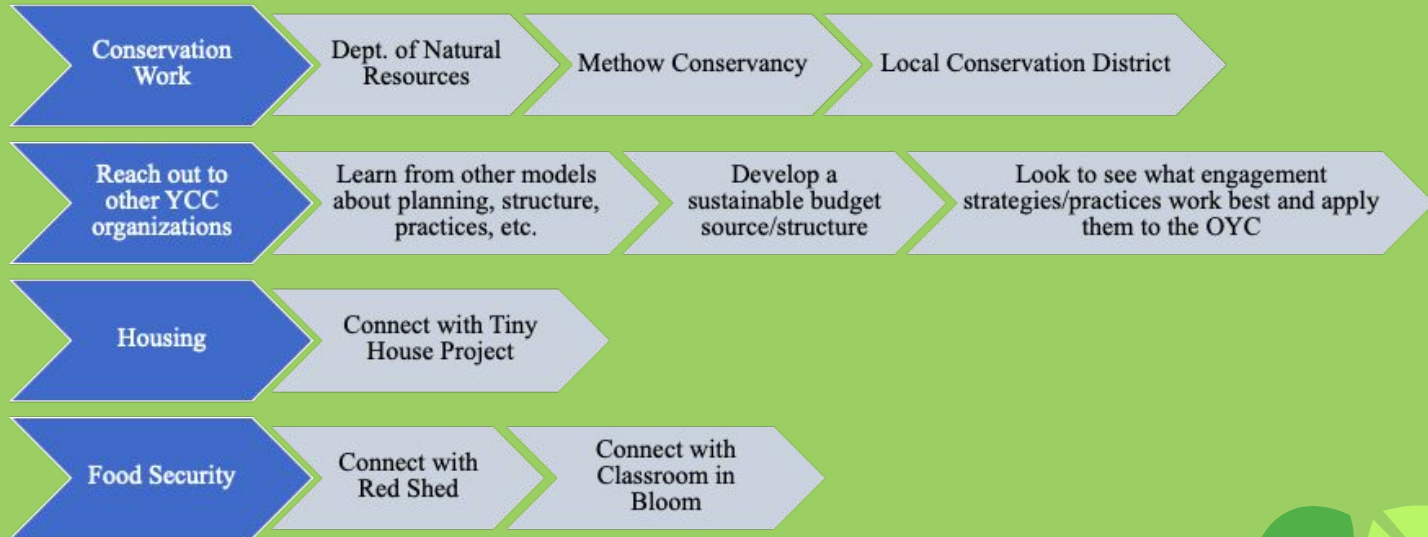 Conservation
Work
Dept. of Natural
Resources
Methow Conservancy
Local Conservation District
Reach out to
other YCC
organizations
Learn from other models
about planning, structure,
practices, etc.
Develop a
sustainable budget
source/structure
Look to see what engagement
strategies/practices work best and apply
them to the OYC
Housing
Connect with Tiny
House Project
Food Security
Connect with
Red Shed
Connect with
Classroom in
Bloom